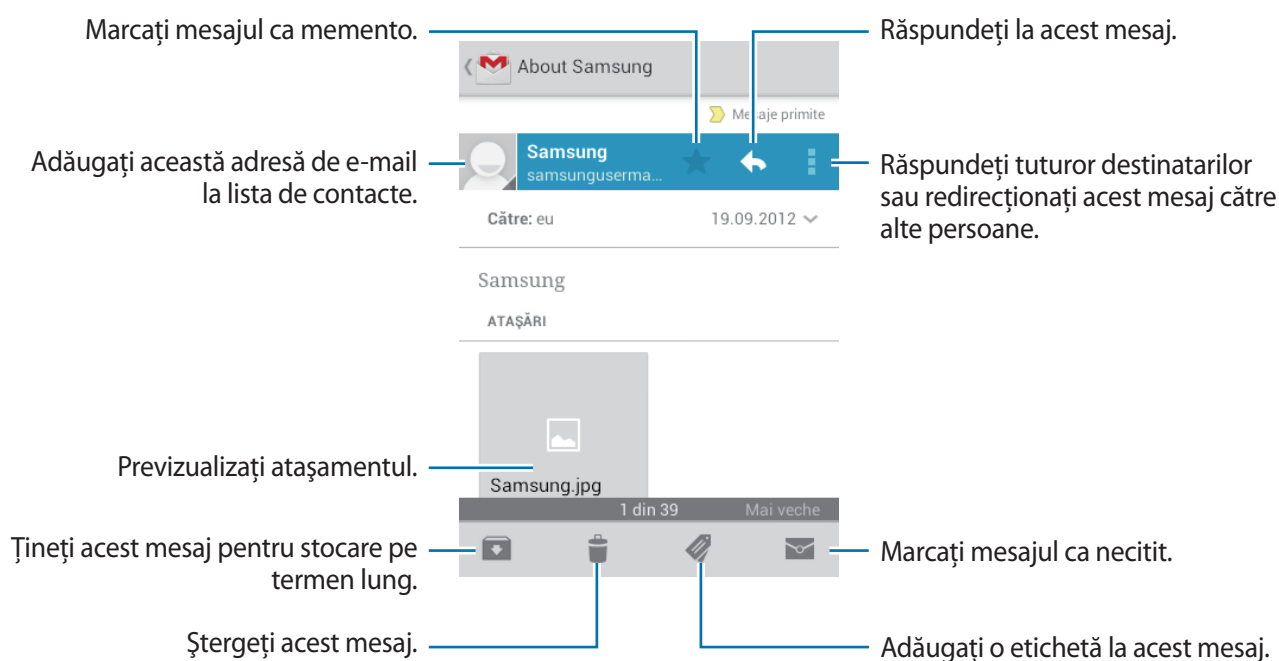 Marcați mesajul ca memento.
Răspundeți la acest mesaj.
About Samsung
Mesaje primite
Adăugați această adresă de e-mail
la lista de contacte.
Samsung
samsunguserma...
Răspundeți tuturor destinatarilor
sau redirecționați acest mesaj către
alte persoane.
Către: eu 19.09.2012
Samsung
ATAŞĂRI
Previzualizați ataşamentul.
Samsung.jpg
1 din 39 Mai veche
Țineți acest mesaj pentru stocare pe
termen lung.
Marcați mesajul ca necitit.
Ştergeți acest mesaj.
Adăugați o etichetă la acest mesaj.